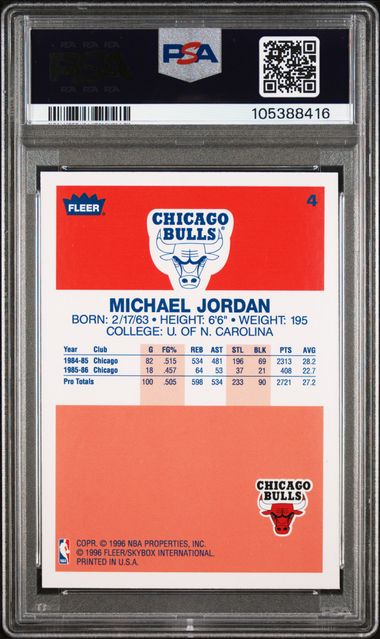 PSA
105388416
FLEER
4
CHICAGO
BULLS
MICHAEL JORDAN
BORN: 2/17/63 • HEIGHT: 6'6" • WEIGHT: 195
COLLEGE: U. OF N. CAROLINA
Year Club G FG% REB AST STL BLK PTS AVG
1984-85 Chicago 82 .515 534 481 196 69 2313 28.2
1985-86 Chicago 18 .457 64 53 37 21 408 22.7
Pro Totals 100 .505 598 534 233 90 2721 27.2
CHICAGO
BULLS
COPR. © 1996 NBA PROPERTIES, INC.
© 1996 FLEER/SKYBOX INTERNATIONAL.
PRINTED IN U.S.A.